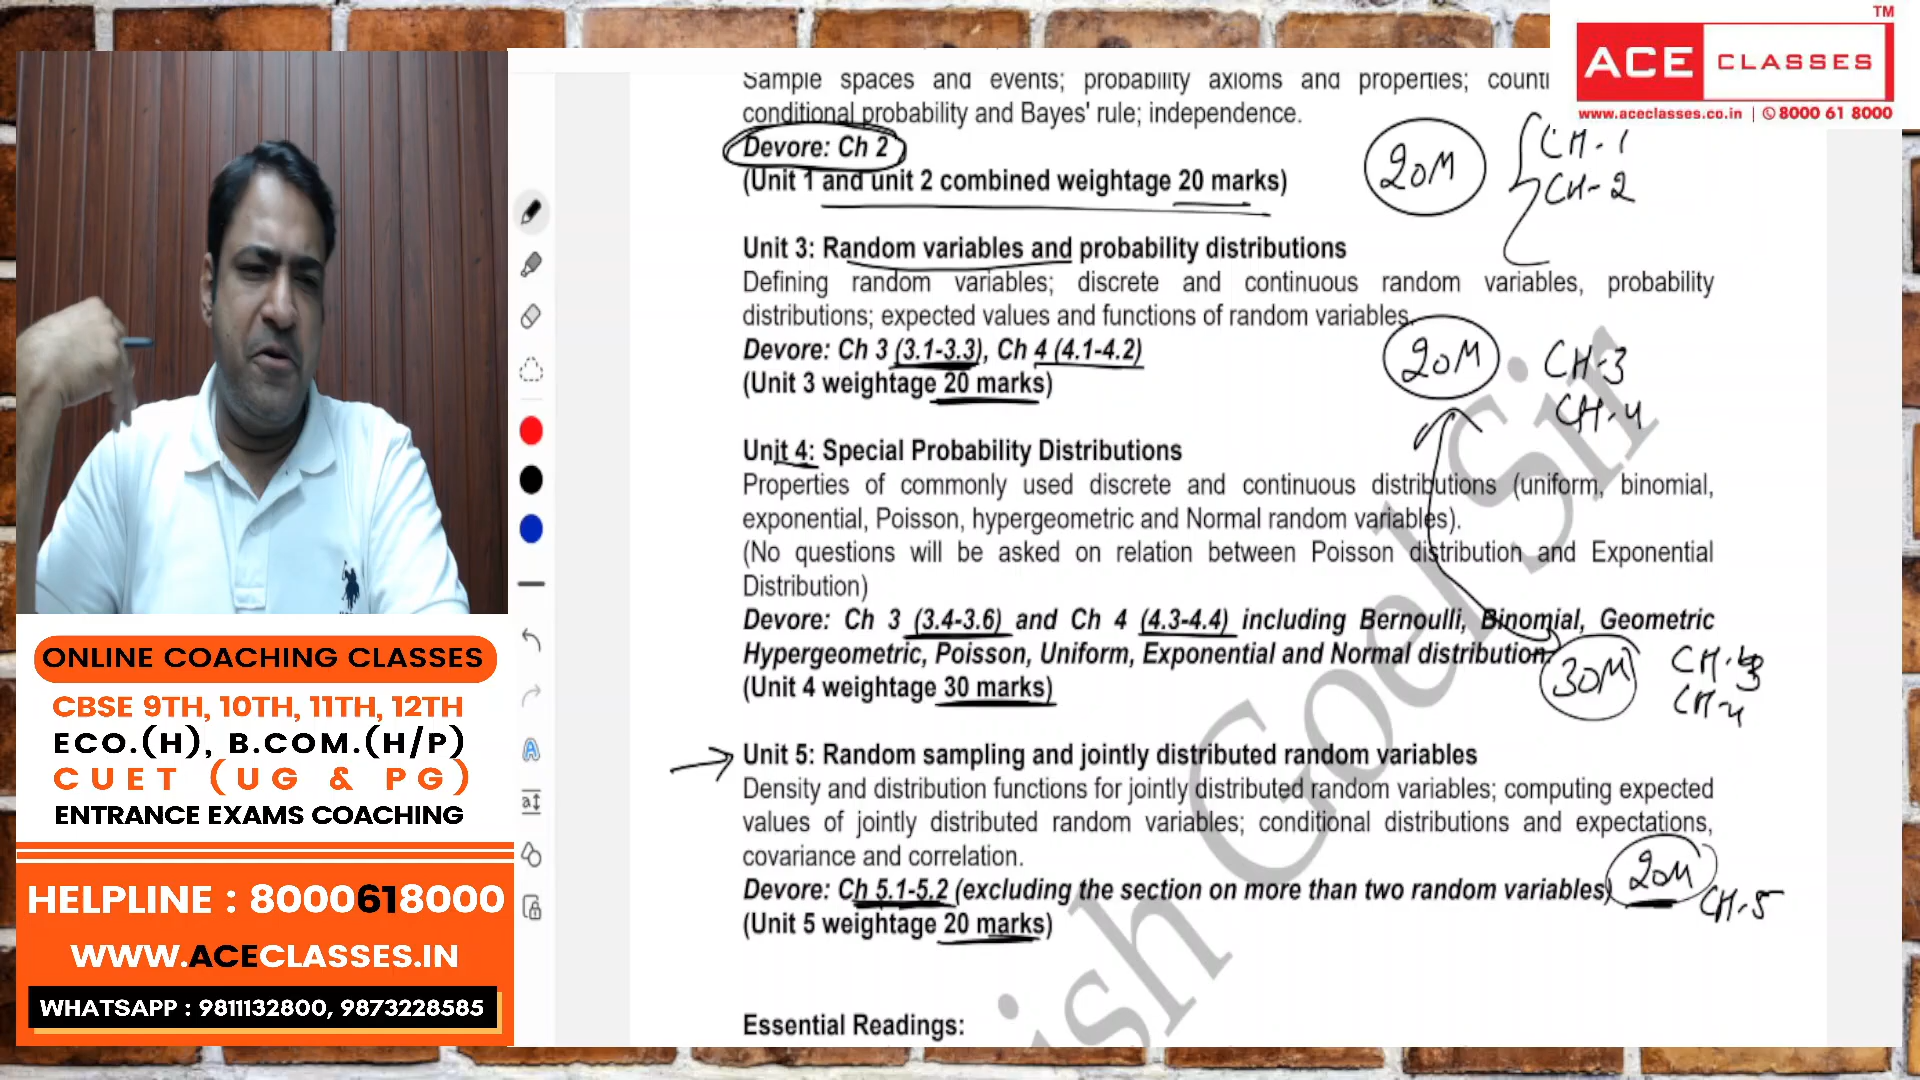 TM
ACE CLASSES
www.aceclasses.co.in | 8000 61 8000
Sample spaces and events; probability axioms and properties; counti
conditional probability and Bayes' rule; independence.
Devore: Ch 2
(Unit 1 and unit 2 combined weightage 20 marks)
20M
CH-1
CH-2
Unit 3: Random variables and probability distributions
Defining random variables; discrete and continuous random variables, probability
distributions; expected values and functions of random variables.
Devore: Ch 3 (3.1-3.3), Ch 4 (4.1-4.2)
(Unit 3 weightage 20 marks)
20M
CH-3
CH-4
Unit 4: Special Probability Distributions
Properties of commonly used discrete and continuous distributions (uniform, binomial,
exponential, Poisson, hypergeometric and Normal random variables).
(No questions will be asked on relation between Poisson distribution and Exponential
Distribution)
Devore: Ch 3 (3.4-3.6) and Ch 4 (4.3-4.4) including Bernoulli, Binomial, Geometric
Hypergeometric, Poisson, Uniform, Exponential and Normal distribution.
(Unit 4 weightage 30 marks)
30M
CH-3
CH-4
Unit 5: Random sampling and jointly distributed random variables
Density and distribution functions for jointly distributed random variables; computing expected
values of jointly distributed random variables; conditional distributions and expectations,
covariance and correlation.
Devore: Ch 5.1-5.2 (excluding the section on more than two random variables)
20M
CH-5
(Unit 5 weightage 20 marks)
Essential Readings:
ish Goel Sir
ONLINE COACHING CLASSES
CBSE 9TH, 10TH, 11TH, 12TH
ECO.(H), B.COM.(H/P)
CUET (UG & PG)
ENTRANCE EXAMS COACHING
HELPLINE : 8000618000
WWW.ACECLASSES.IN
WHATSAPP : 9811132800, 9873228585